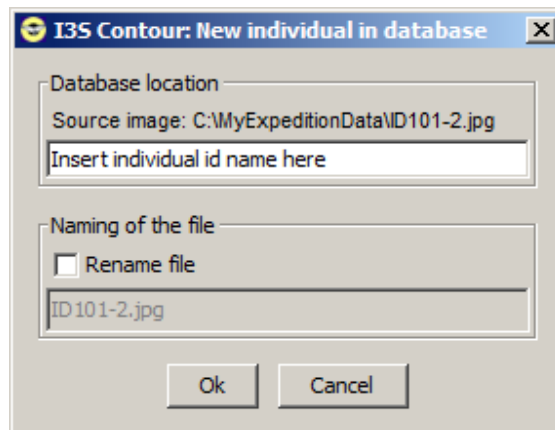 I3S Contour: New individual in database
Database location
Source image: C:\MyExpeditionData\ID101-2.jpg
Insert individual id name here
Naming of the file
Rename file
ID101-2.jpg
Ok Cancel